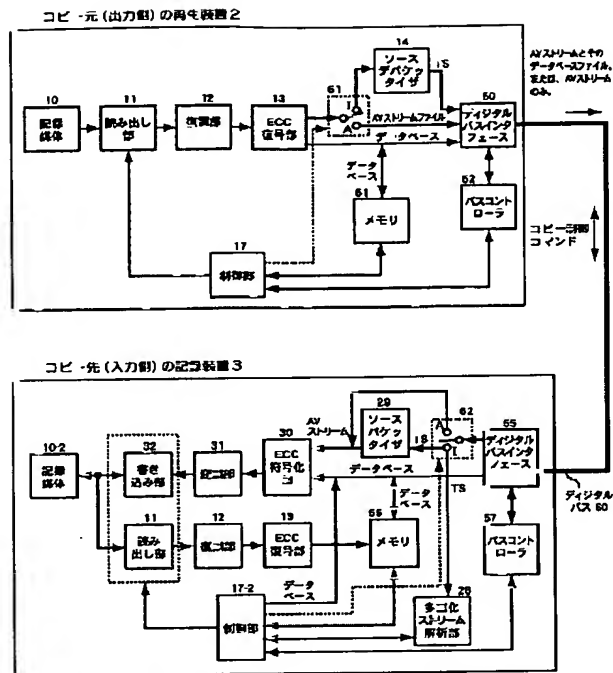 コピー元(出力側)の再生装置2
14
ソース
デパケッ
タイザ
TS
AVストリームとその
データベースファイル、
または、AVストリーム
のみ。
10
記録
媒体
11
読み出し
部
12
復調部
13
ECC
復号部
61
I
A
AVストリームファイル
データベース
50
ディジタル
バスインタ
フェース
データ
ベース
51
メモリ
52
バスコント
ローラ
17
制御部
コピー制御
コマンド
コピー先(入力側)の記録装置3
AV
ストリーム
29
ソース
パケッ
タイザ
TS
A
I
62
55
ディジタル
バスインタ
フェース
10-2
記録
媒体
32
書き
込み部
31
30
ECC
符号化
部
データベース
TS
データ
ベース
ディジタル
バス60
11
読み
出し部
12
復調部
13
ECC
復号部
56
メモリ
57
バスコント
ローラ
データ
ベース
17-2
制御部
26
多重化
ストリーム
解析部